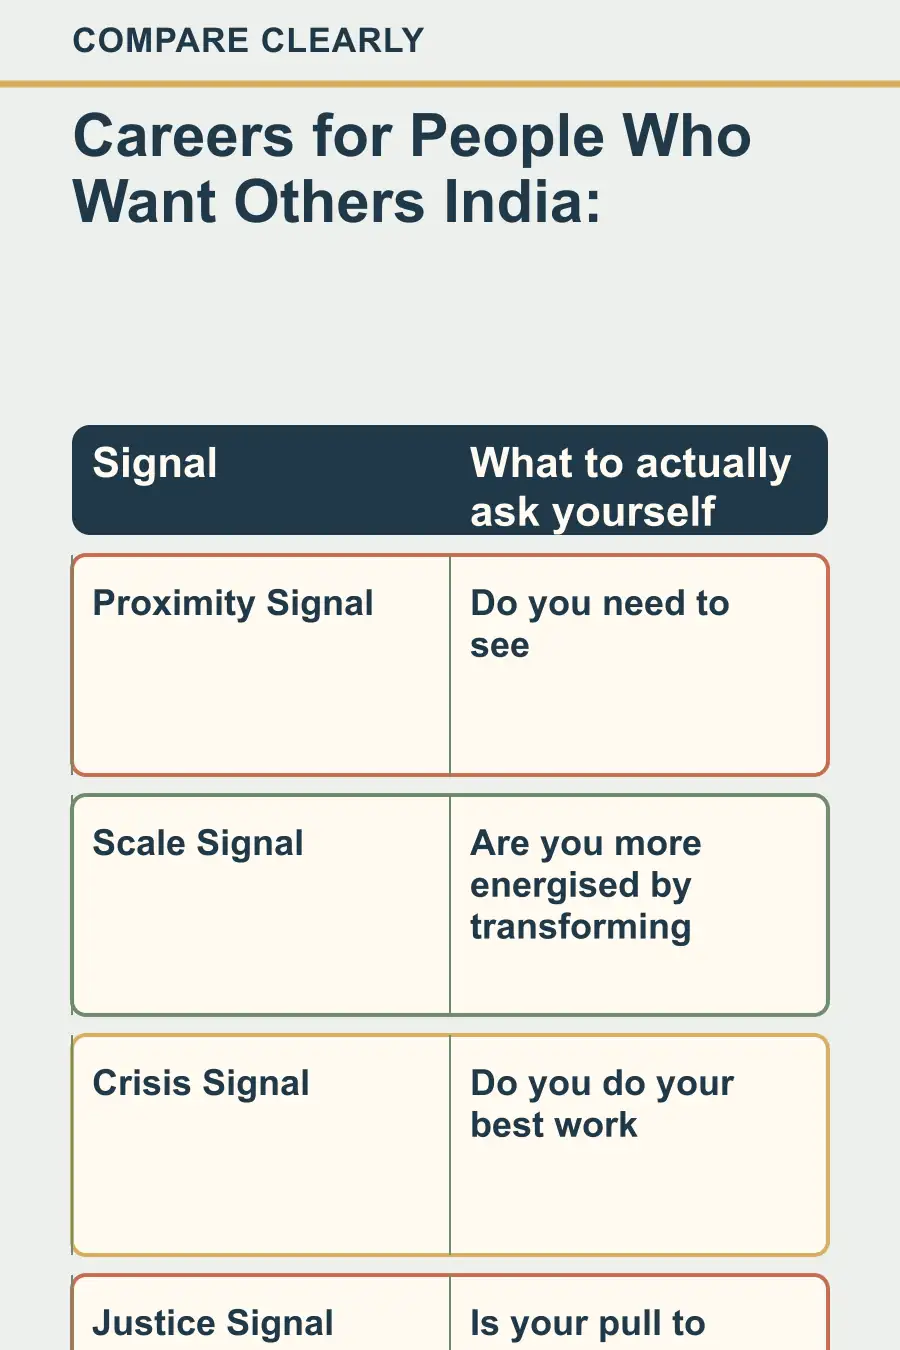 COMPARE CLEARLY
Careers for People Who
Want Others India:
Signal
What to actually
ask yourself
Proximity Signal
Do you need to
see
Scale Signal
Are you more
energised by
transforming
Crisis Signal
Do you do your
best work
Justice Signal
Is your pull to